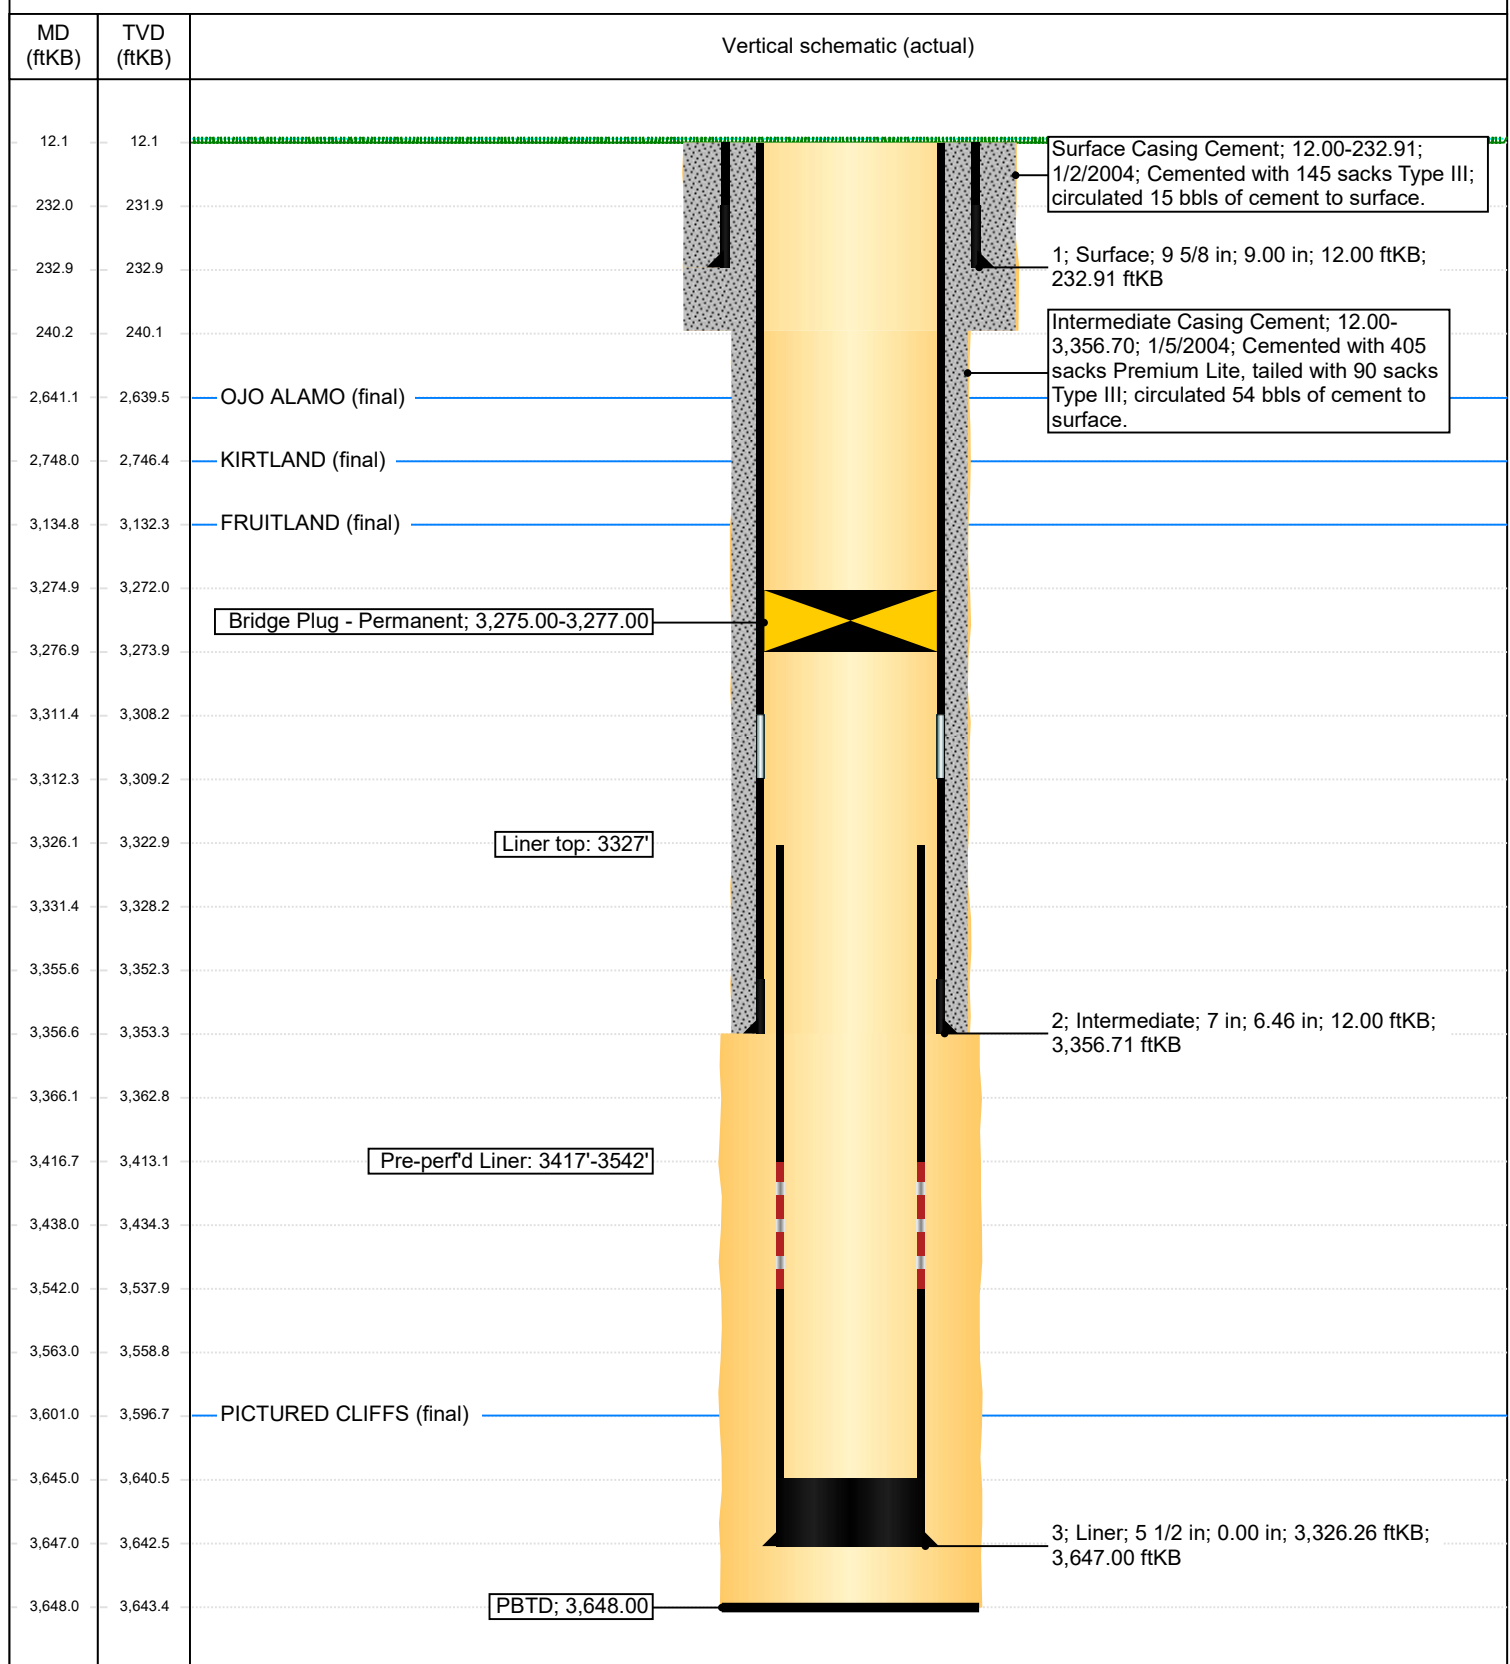 MD
(ftKB)
TVD
(ftKB)
Vertical schematic (actual)
12.1 12.1
Surface Casing Cement; 12.00-232.91;
1/2/2004; Cemented with 145 sacks Type III;
circulated 15 bbls of cement to surface.
232.0 231.9
1; Surface; 9 5/8 in; 9.00 in; 12.00 ftKB;
232.91 ftKB
232.9 232.9
Intermediate Casing Cement; 12.00-
3,356.70; 1/5/2004; Cemented with 405
sacks Premium Lite, tailed with 90 sacks
Type III; circulated 54 bbls of cement to
surface.
240.2 240.1
2,641.1 2,639.5 OJO ALAMO (final)
2,748.0 2,746.4 KIRTLAND (final)
3,134.8 3,132.3 FRUITLAND (final)
3,274.9 3,272.0
Bridge Plug - Permanent; 3,275.00-3,277.00
3,276.9 3,273.9
3,311.4 3,308.2
3,312.3 3,309.2
3,326.1 3,322.9 Liner top: 3327'
3,331.4 3,328.2
3,355.6 3,352.3
2; Intermediate; 7 in; 6.46 in; 12.00 ftKB;
3,356.71 ftKB
3,356.6 3,353.3
3,366.1 3,362.8
3,416.7 3,413.1 Pre-perf'd Liner: 3417'-3542'
3,438.0 3,434.3
3,542.0 3,537.9
3,563.0 3,558.8
3,601.0 3,596.7 PICTURED CLIFFS (final)
3,645.0 3,640.5
3; Liner; 5 1/2 in; 0.00 in; 3,326.26 ftKB;
3,647.00 ftKB
3,647.0 3,642.5
3,648.0 3,643.4 PBTD; 3,648.00